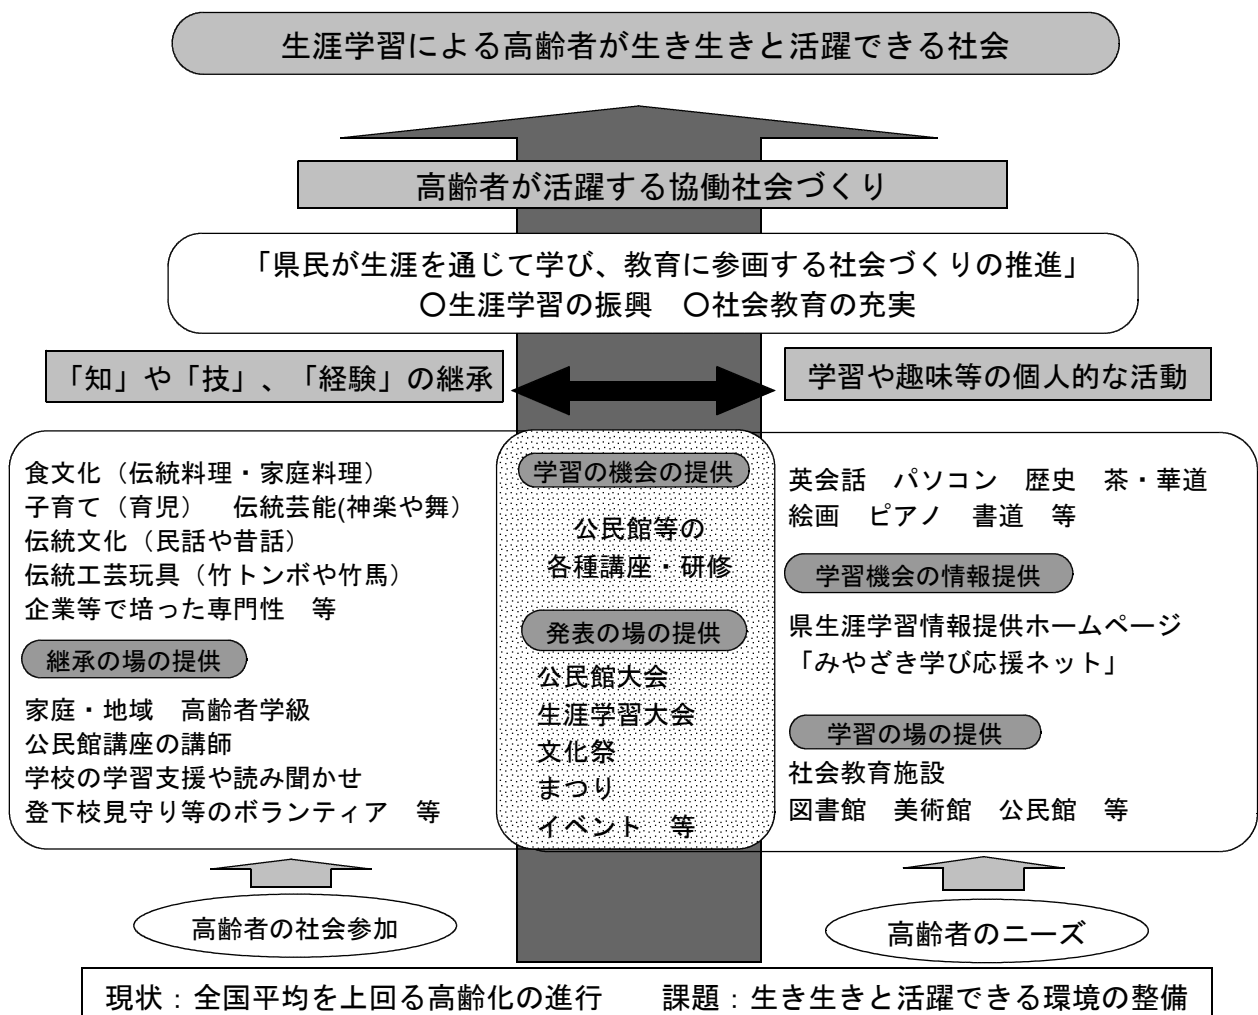 生涯学習による高齢者が生き生きと活躍できる社会
高齢者が活躍する協働社会づくり
「県民が生涯を通じて学び、教育に参画する社会づくりの推進」
〇生涯学習の振興　〇社会教育の充実
「知」や「技」、「経験」の継承
学習や趣味等の個人的な活動
食文化（伝統料理・家庭料理）
子育て（育児）　伝統芸能(神楽や舞）
伝統文化（民話や昔話）
伝統工芸玩具（竹トンボや竹馬）
企業等で培った専門性　等
継承の場の提供
家庭・地域　高齢者学級
公民館講座の講師
学校の学習支援や読み聞かせ
登下校見守り等のボランティア　等
学習の機会の提供
公民館等の
各種講座・研修
発表の場の提供
公民館大会
生涯学習大会
文化祭
まつり
イベント　等
英会話　パソコン　歴史　茶・華道
絵画　ピアノ　書道　等
学習機会の情報提供
県生涯学習情報提供ホームページ
「みやざき学び応援ネット」
学習の場の提供
社会教育施設
図書館　美術館　公民館　等
高齢者の社会参加
高齢者のニーズ
現状：全国平均を上回る高齢化の進行　　課題：生き生きと活躍できる環境の整備